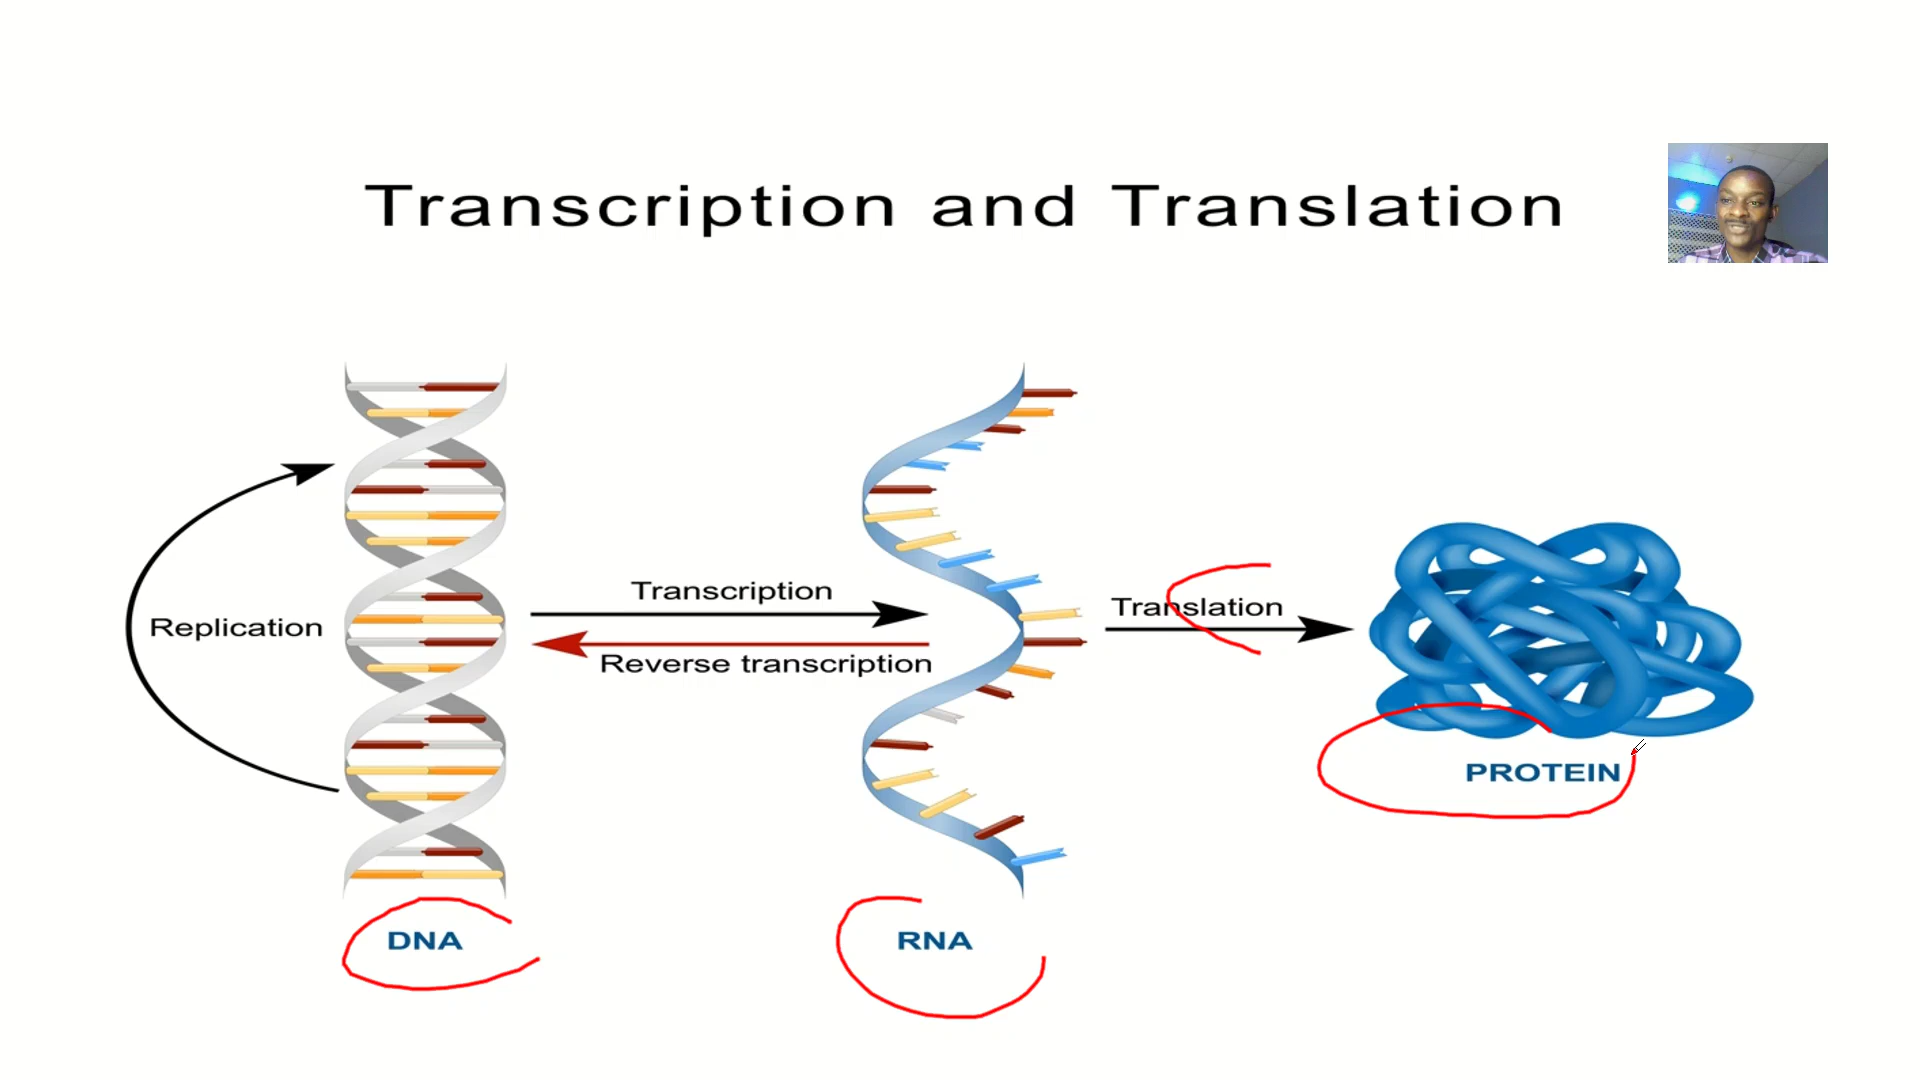 Transcription and Translation
Replication
Transcription
Reverse transcription
Translation
PROTEIN
DNA
RNA